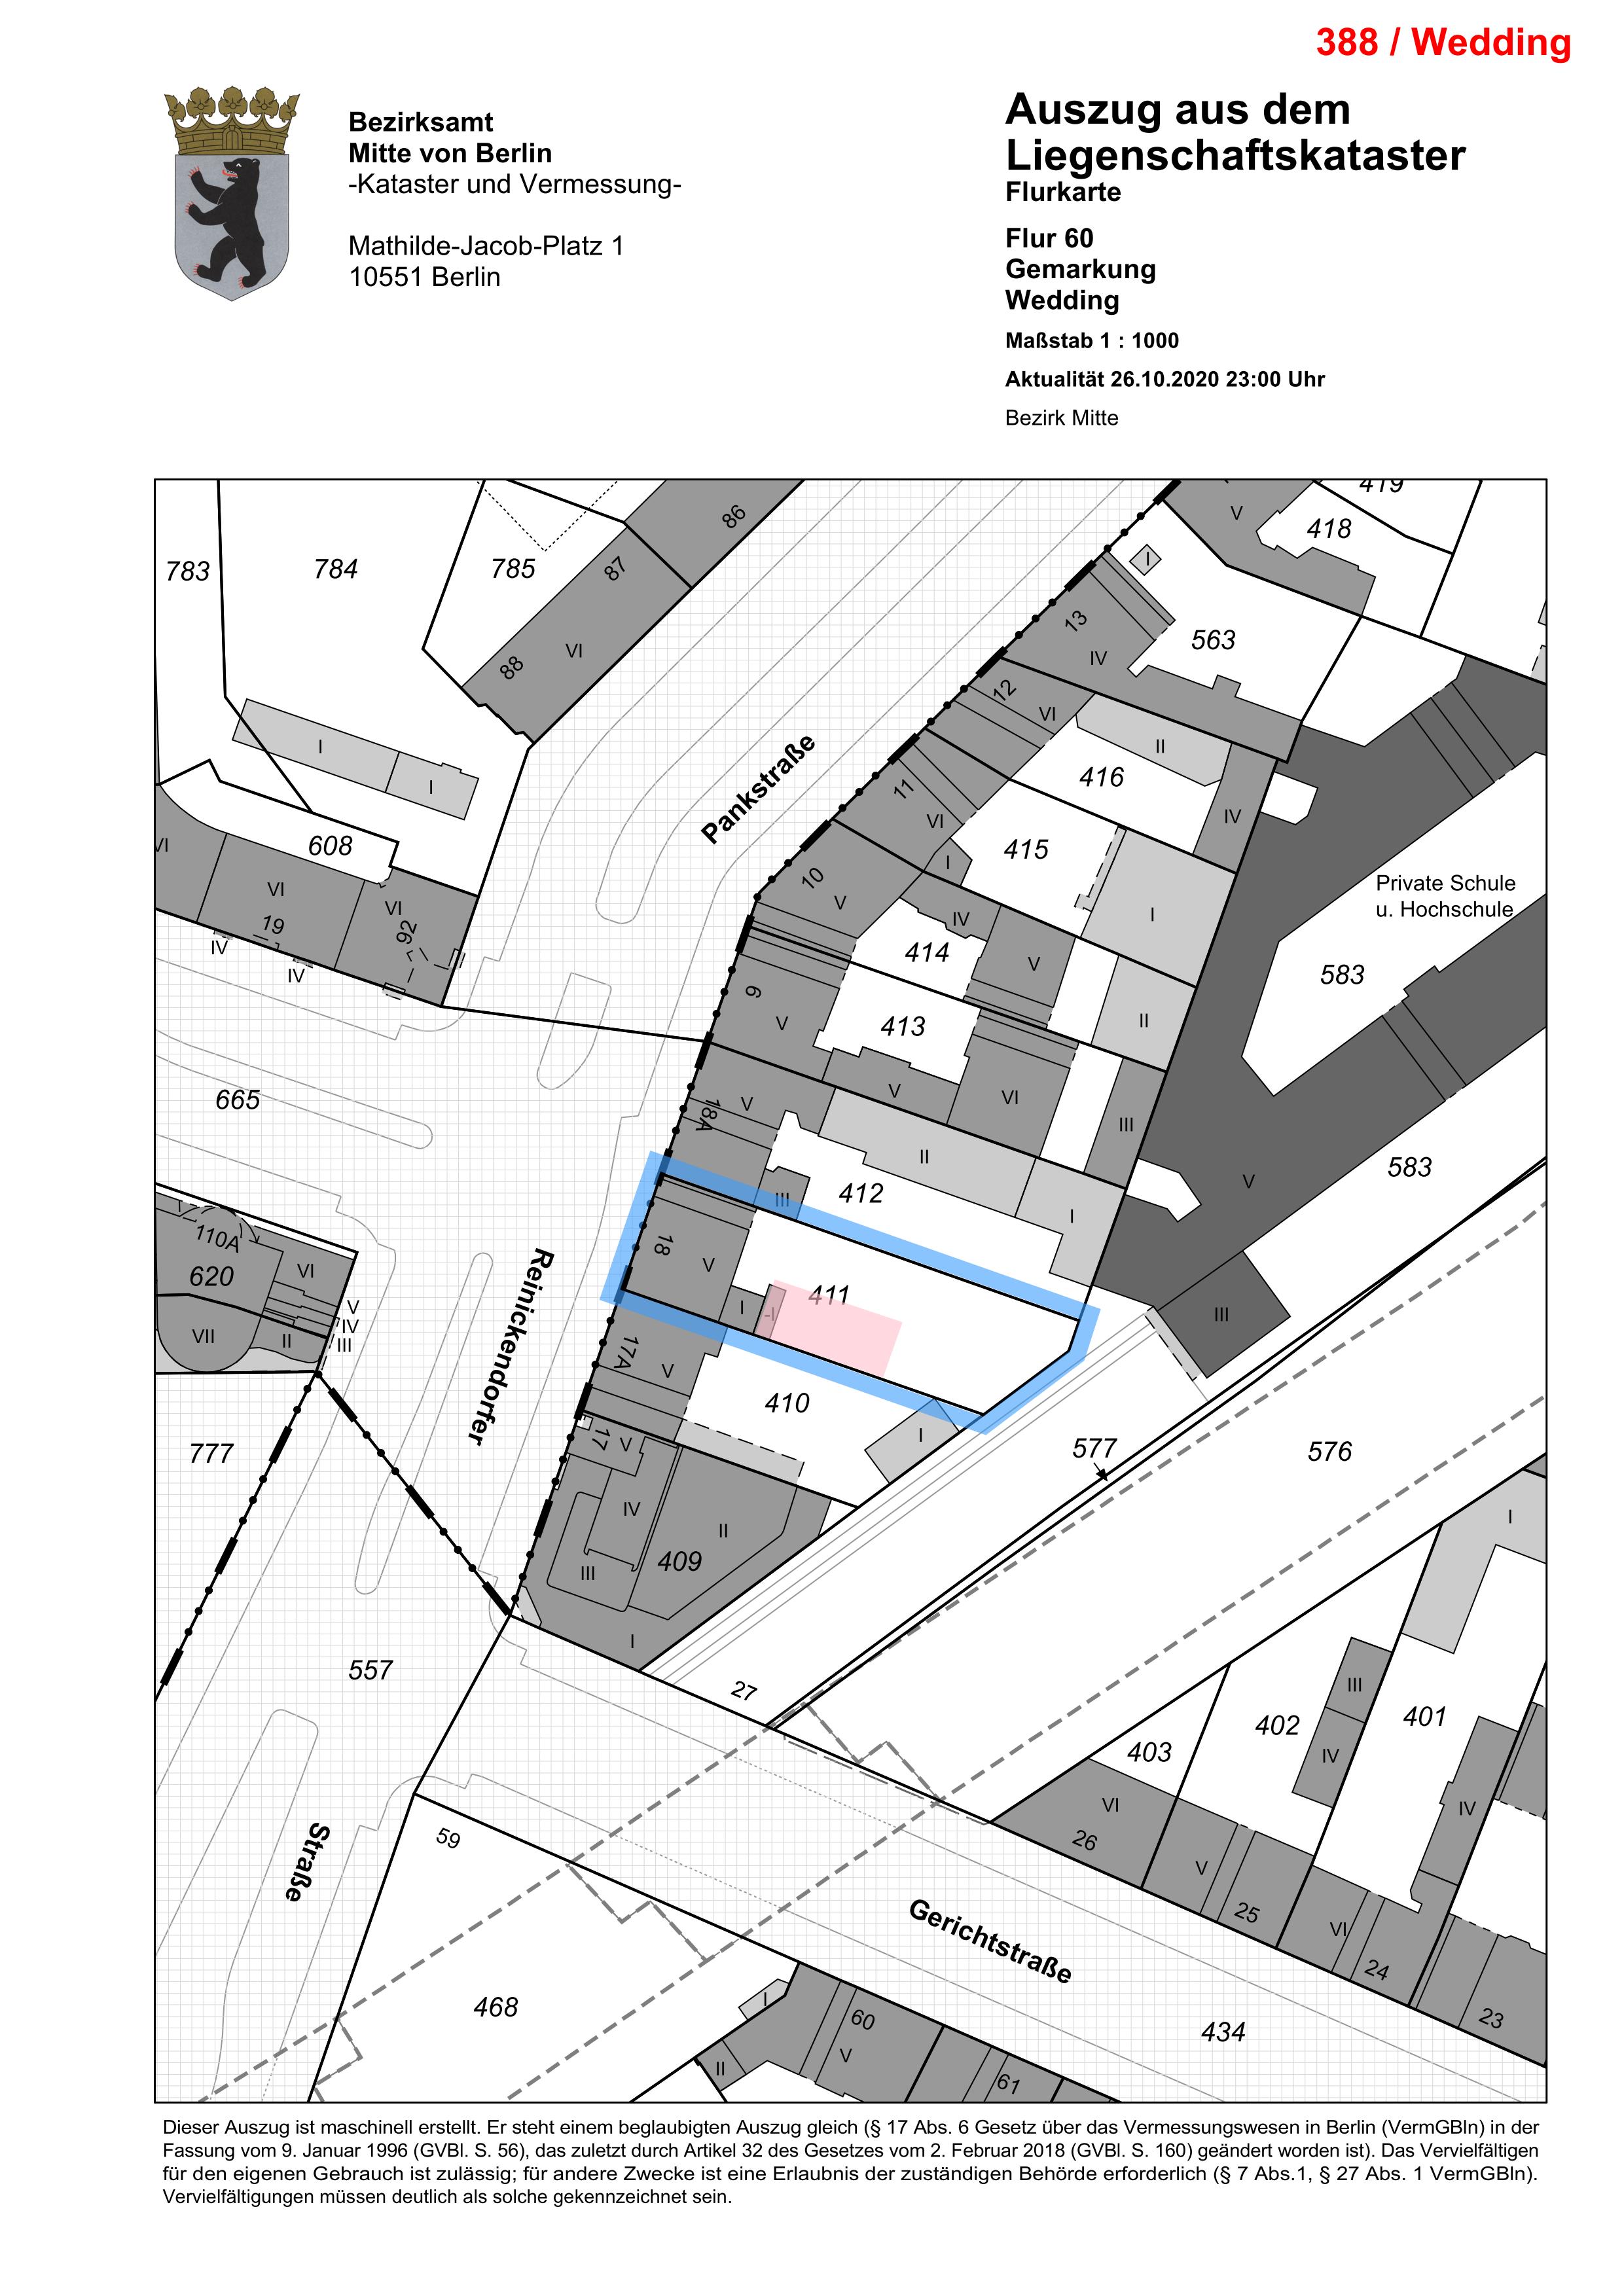 388 / Wedding
Bezirksamt
Mitte von Berlin
-Kataster und Vermessung-
Mathilde-Jacob-Platz 1
10551 Berlin
Auszug aus dem
Liegenschaftskataster
Flurkarte
Flur 60
Gemarkung
Wedding
Maßstab 1 : 1000
Aktualität 26.10.2020 23:00 Uhr
Bezirk Mitte
419
418
V
86
783
784
785
87
I
13
563
VI
88
IV
12
VI
II
416
I
I
Pankstraße
11
VI
IV
415
608
VI
I
10
V
I
Private Schule
u. Hochschule
VI
19
VI
92
IV
IV
IV
414
V
583
9
V
413
II
665
18A
V
V
VI
III
II
583
412
III
V
I
110A
620
VI
18
V
411
V
IV
III
VII
II
I
-I
III
Reinickendorfer
17A
V
410
I
577
576
777
17
V
IV
II
409
III
I
I
557
27
III
402
401
403
IV
VI
26
IV
59
V
Straße
25
VI
24
Gerichtstraße
23
468
I
60
434
V
II
61
Dieser Auszug ist maschinell erstellt. Er steht einem beglaubigten Auszug gleich (§ 17 Abs. 6 Gesetz über das Vermessungswesen in Berlin (VermGBln) in der
Fassung vom 9. Januar 1996 (GVBl. S. 56), das zuletzt durch Artikel 32 des Gesetzes vom 2. Februar 2018 (GVBl. S. 160) geändert worden ist). Das Vervielfältigen
für den eigenen Gebrauch ist zulässig; für andere Zwecke ist eine Erlaubnis der zuständigen Behörde erforderlich (§ 7 Abs.1, § 27 Abs. 1 VermGBln).
Vervielfältigungen müssen deutlich als solche gekennzeichnet sein.